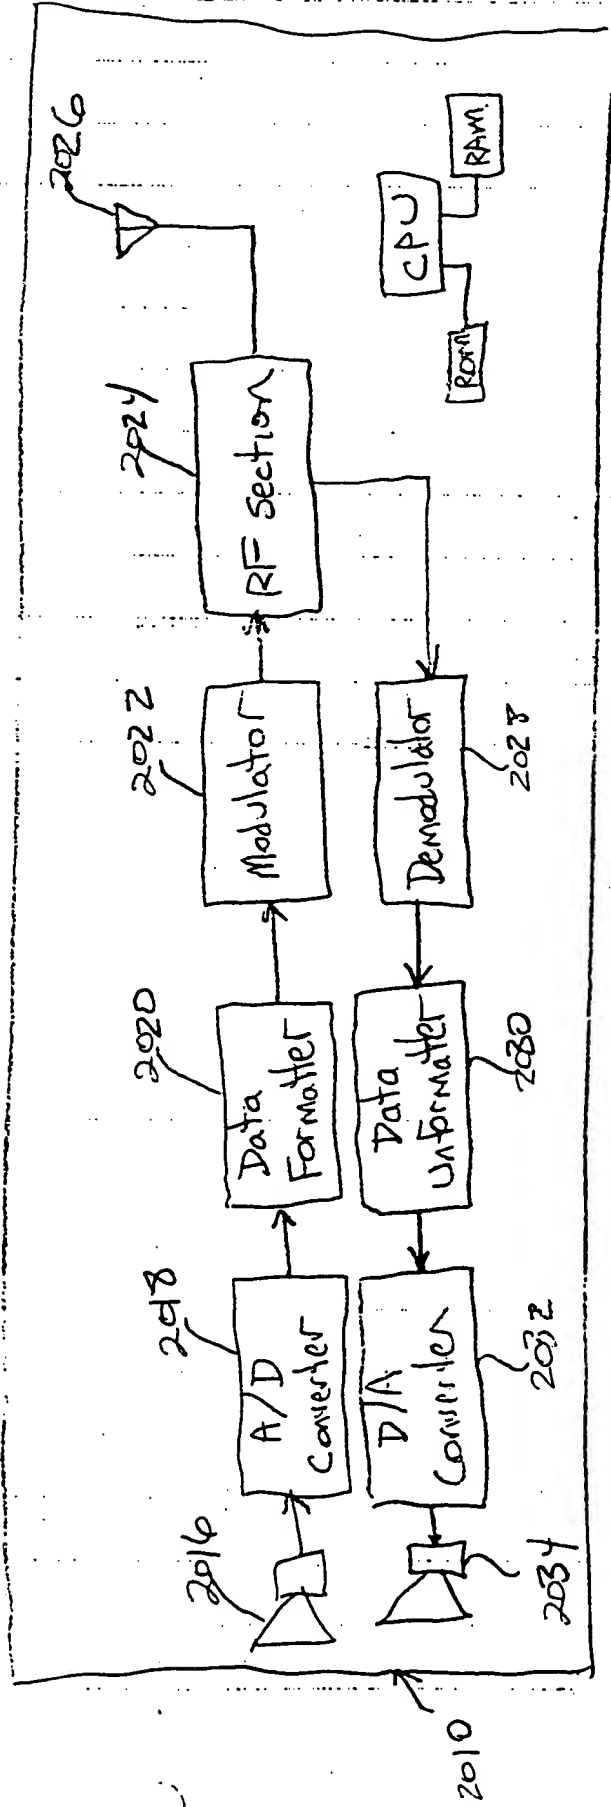 2026
2024
RF Section
2022
Modulator
2020
Data
Formatter
2018
A/D
Converter
2016
CPU
RAM
ROM
Demodulator
2028
Data
Unformatter
2030
D/A
Converter
2032
2034
2010